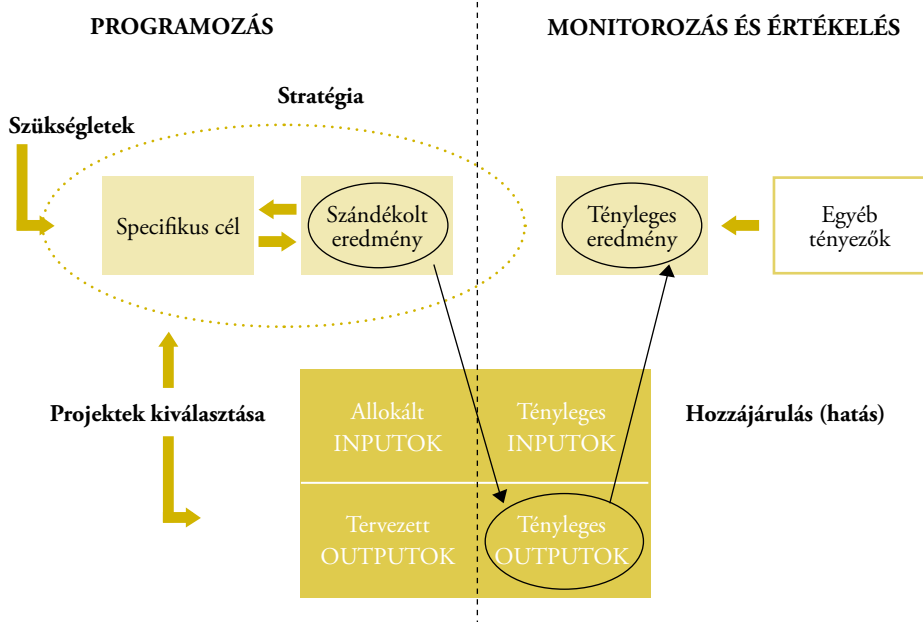 PROGRAMOZÁS
MONITOROZÁS ÉS ÉRTÉKELÉS
Stratégia
Szükségletek
Specifikus cél
Szándékolt
eredmény
Tényleges
eredmény
Egyéb
tényezők
Projektek kiválasztása
Allokált
INPUTOK
Tényleges
INPUTOK
Hozzájárulás (hatás)
Tervezett
OUTPUTOK
Tényleges
OUTPUTOK